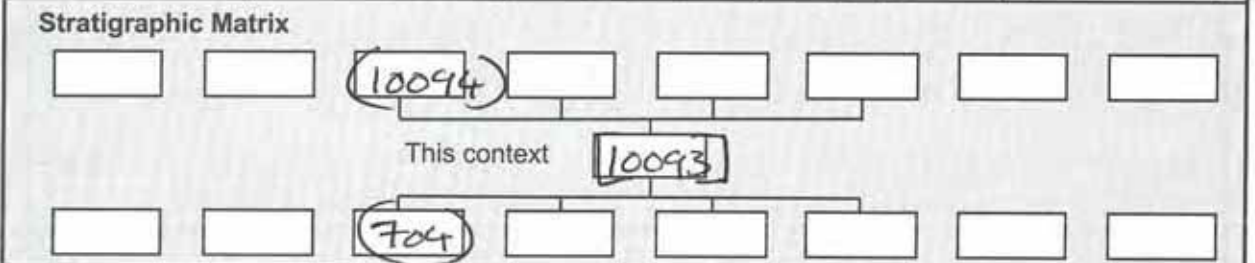 Stratigraphic Matrix
(10094)
This context [10093]
(704)